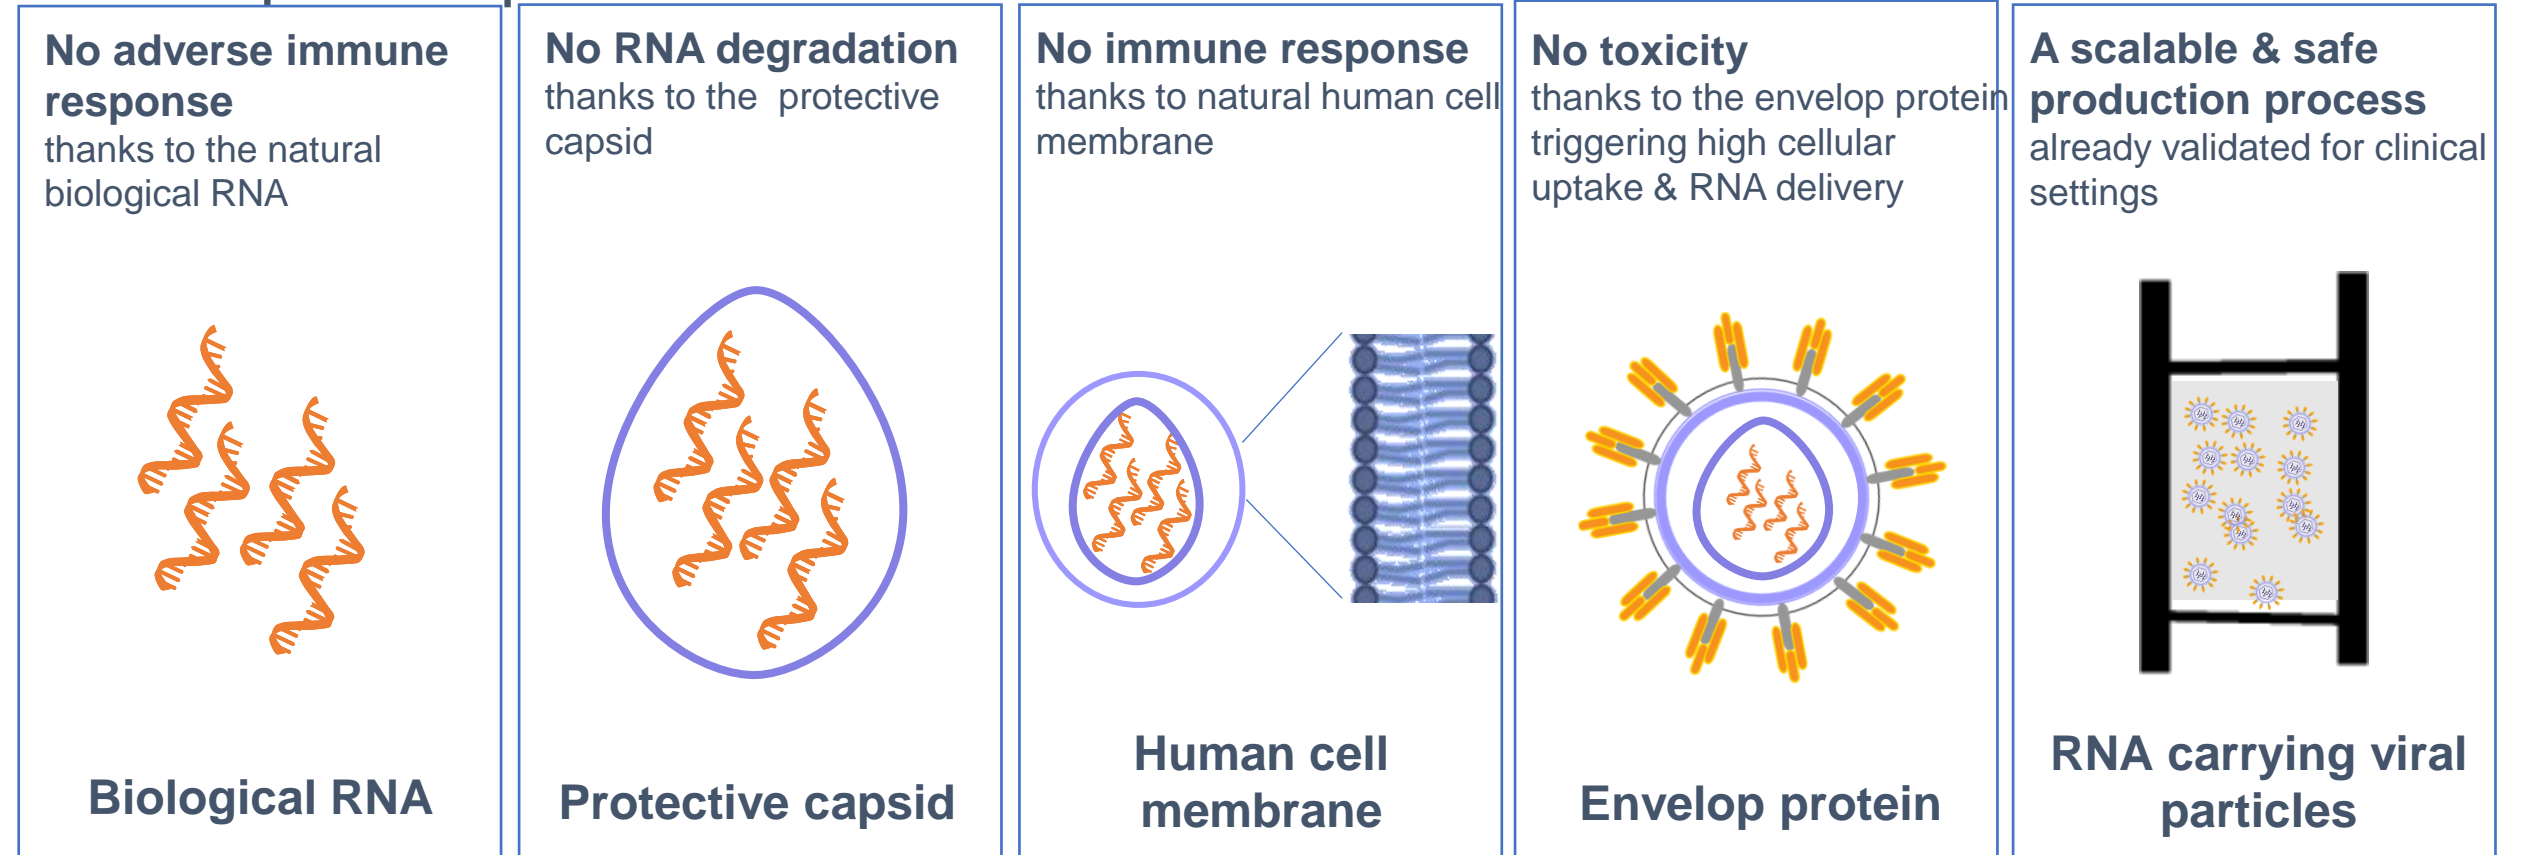 No adverse immune
response
thanks to the natural
biological RNA
Biological RNA
No RNA degradation
thanks to the  protective
capsid
Protective capsid
No immune response
thanks to natural human cell
membrane
Human cell
membrane
No toxicity
thanks to the envelop protein
triggering high cellular
uptake & RNA delivery
Envelop protein
A scalable & safe
production process
already validated for clinical
settings
RNA carrying viral
particles